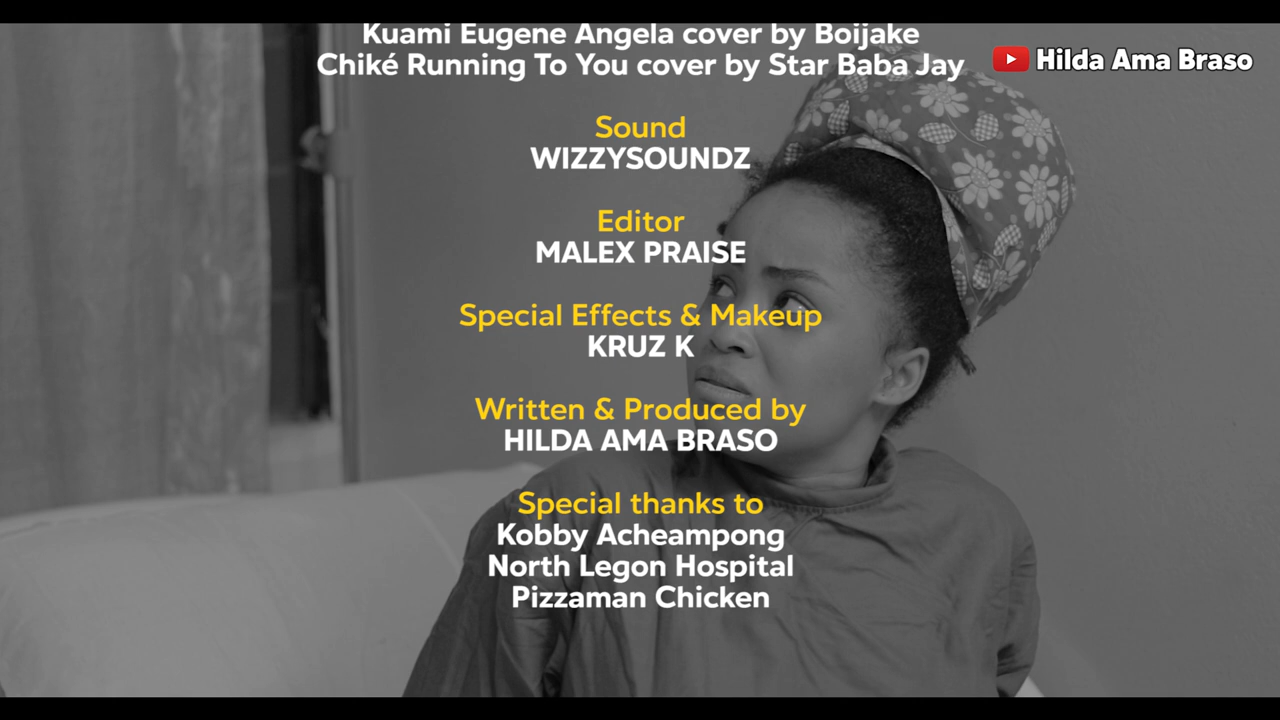 Kuami Eugene Angela cover by Boijake
Chiké Running To You cover by Star Baba Jay
Hilda Ama Braso
Sound
WIZZYSOUNDZ
Editor
MALEX PRAISE
Special Effects & Makeup
KRUZ K
Written & Produced by
HILDA AMA BRASO
Special thanks to
Kobby Acheampong
North Legon Hospital
Pizzaman Chicken